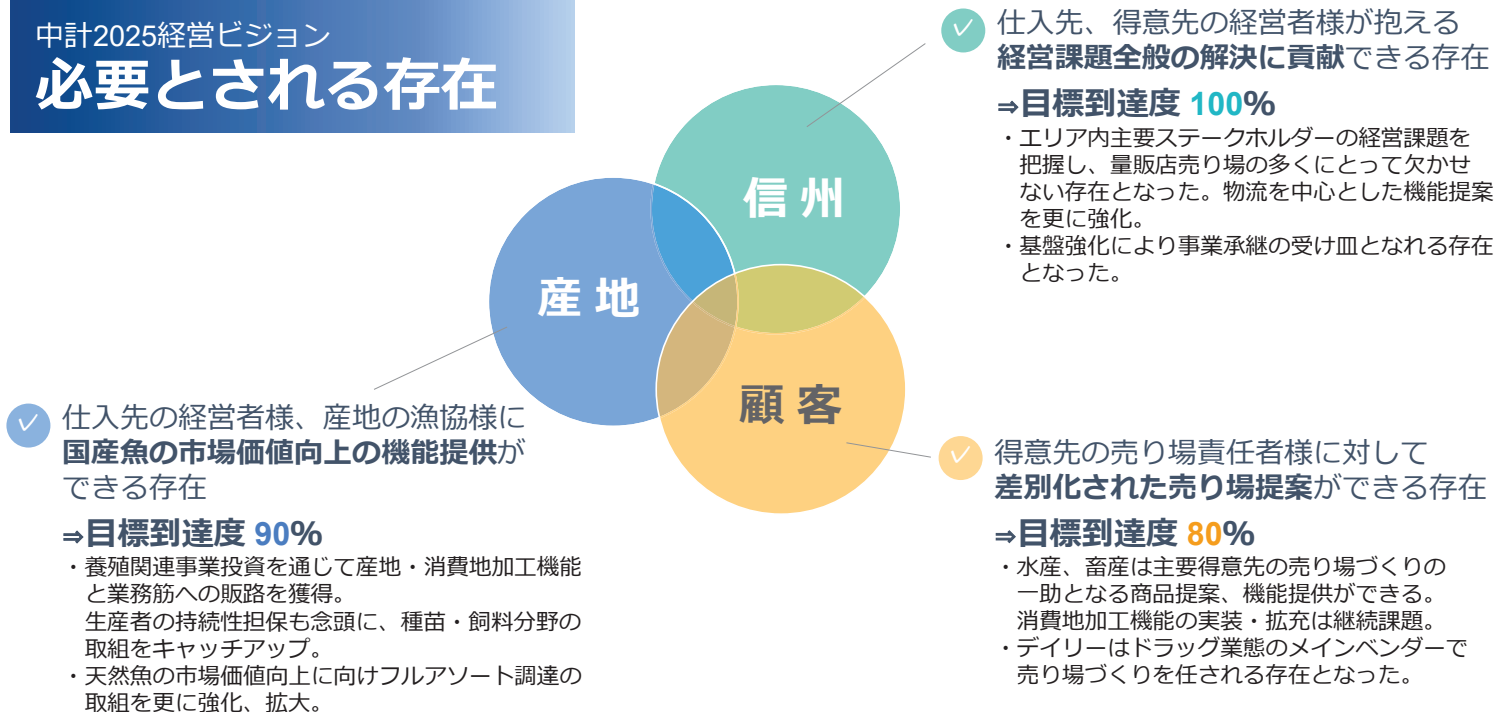 中計2025経営ビジョン
必要とされる存在
信州
産地
顧客
✓ 仕入先、得意先の経営者様が抱える
経営課題全般の解決に貢献できる存在
⇒目標到達度 100%
・エリア内主要ステークホルダーの経営課題を
把握し、量販店売り場の多くにとって欠かせ
ない存在となった。物流を中心とした機能提案
を更に強化。
・基盤強化により事業承継の受け皿となれる存在
となった。
✓ 仕入先の経営者様、産地の漁協様に
国産魚の市場価値向上の機能提供が
できる存在
⇒目標到達度 90%
・養殖関連事業投資を通じて産地・消費地加工機能
と業務筋への販路を獲得。
生産者の持続性担保も念頭に、種苗・飼料分野の
取組をキャッチアップ。
・天然魚の市場価値向上に向けフルアソート調達の
取組を更に強化、拡大。
✓ 得意先の売り場責任者様に対して
差別化された売り場提案ができる存在
⇒目標到達度 80%
・水産、畜産は主要得意先の売り場づくりの
一助となる商品提案、機能提供ができる。
消費地加工機能の実装・拡充は継続課題。
・デイリーはドラッグ業態のメインベンダーで
売り場づくりを任される存在となった。